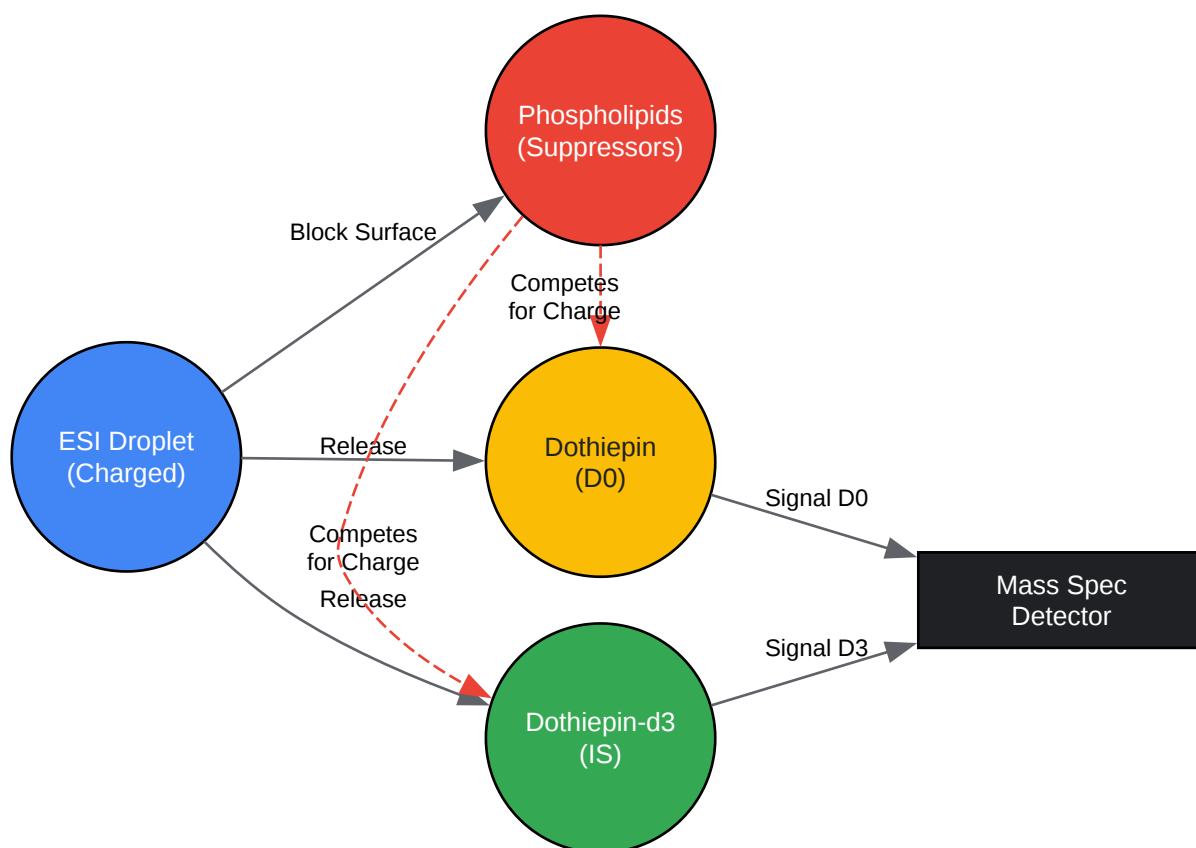 Phospholipids
(Suppressors)
Block Surface
Competes
for Charge
ESI Droplet
(Charged)
Release
Dothiepin
(D0)
Signal D0
Competes
for Charge
Release
Mass Spec
Detector
Signal D3
Dothiepin-d3
(IS)